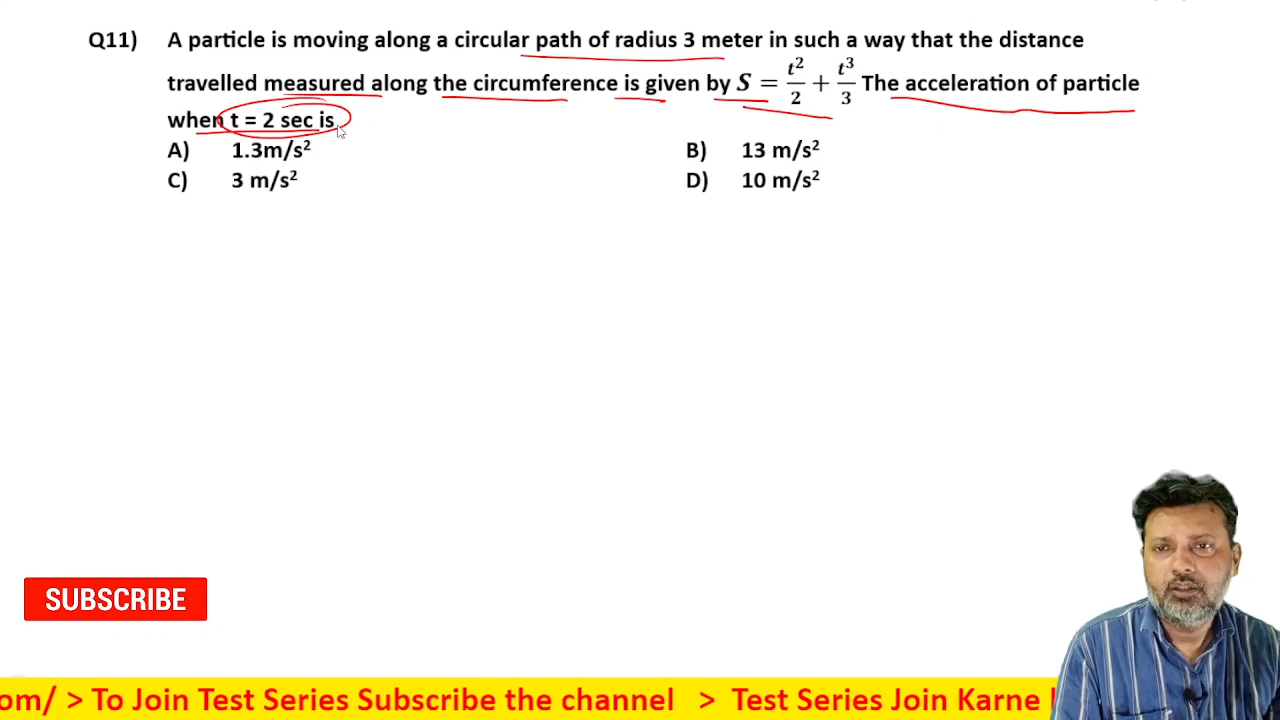 Q11) A particle is moving along a circular path of radius 3 meter in such a way that the distance
travelled measured along the circumference is given by S = t²/2 + t³/3 The acceleration of particle
when t = 2 sec is
A) 1.3m/s² B) 13 m/s²
C) 3 m/s² D) 10 m/s²
SUBSCRIBE
om/ > To Join Test Series Subscribe the channel > Test Series Join Karne